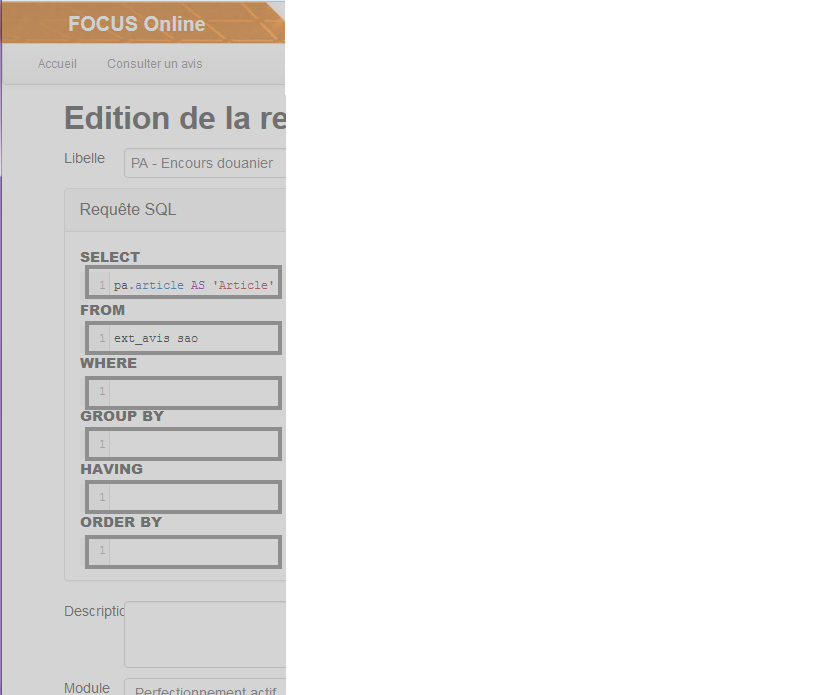 FOCUS Online
Accueil Consulter un avis
Edition de la re
Libelle PA - Encours douanier
Requête SQL
SELECT
1 pa.article AS 'Article'
FROM
1 ext_avis sao
WHERE
1
GROUP BY
1
HAVING
1
ORDER BY
1
Descriptio
Module Perfectionnement actif